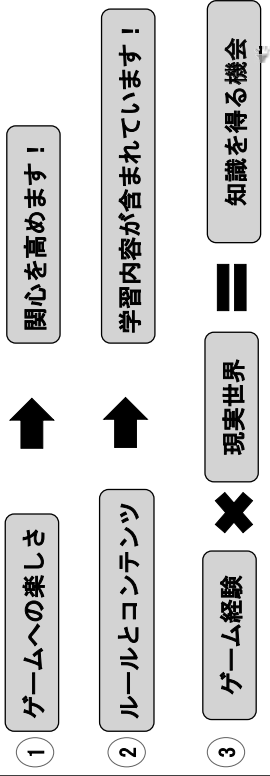 ① ゲームへの楽しさ ➡ 関心を高めます!
② ルールとコンテンツ ➡ 学習内容が含まれています!
③ ゲーム経験 ✖ 現実世界 = 知識を得る機会